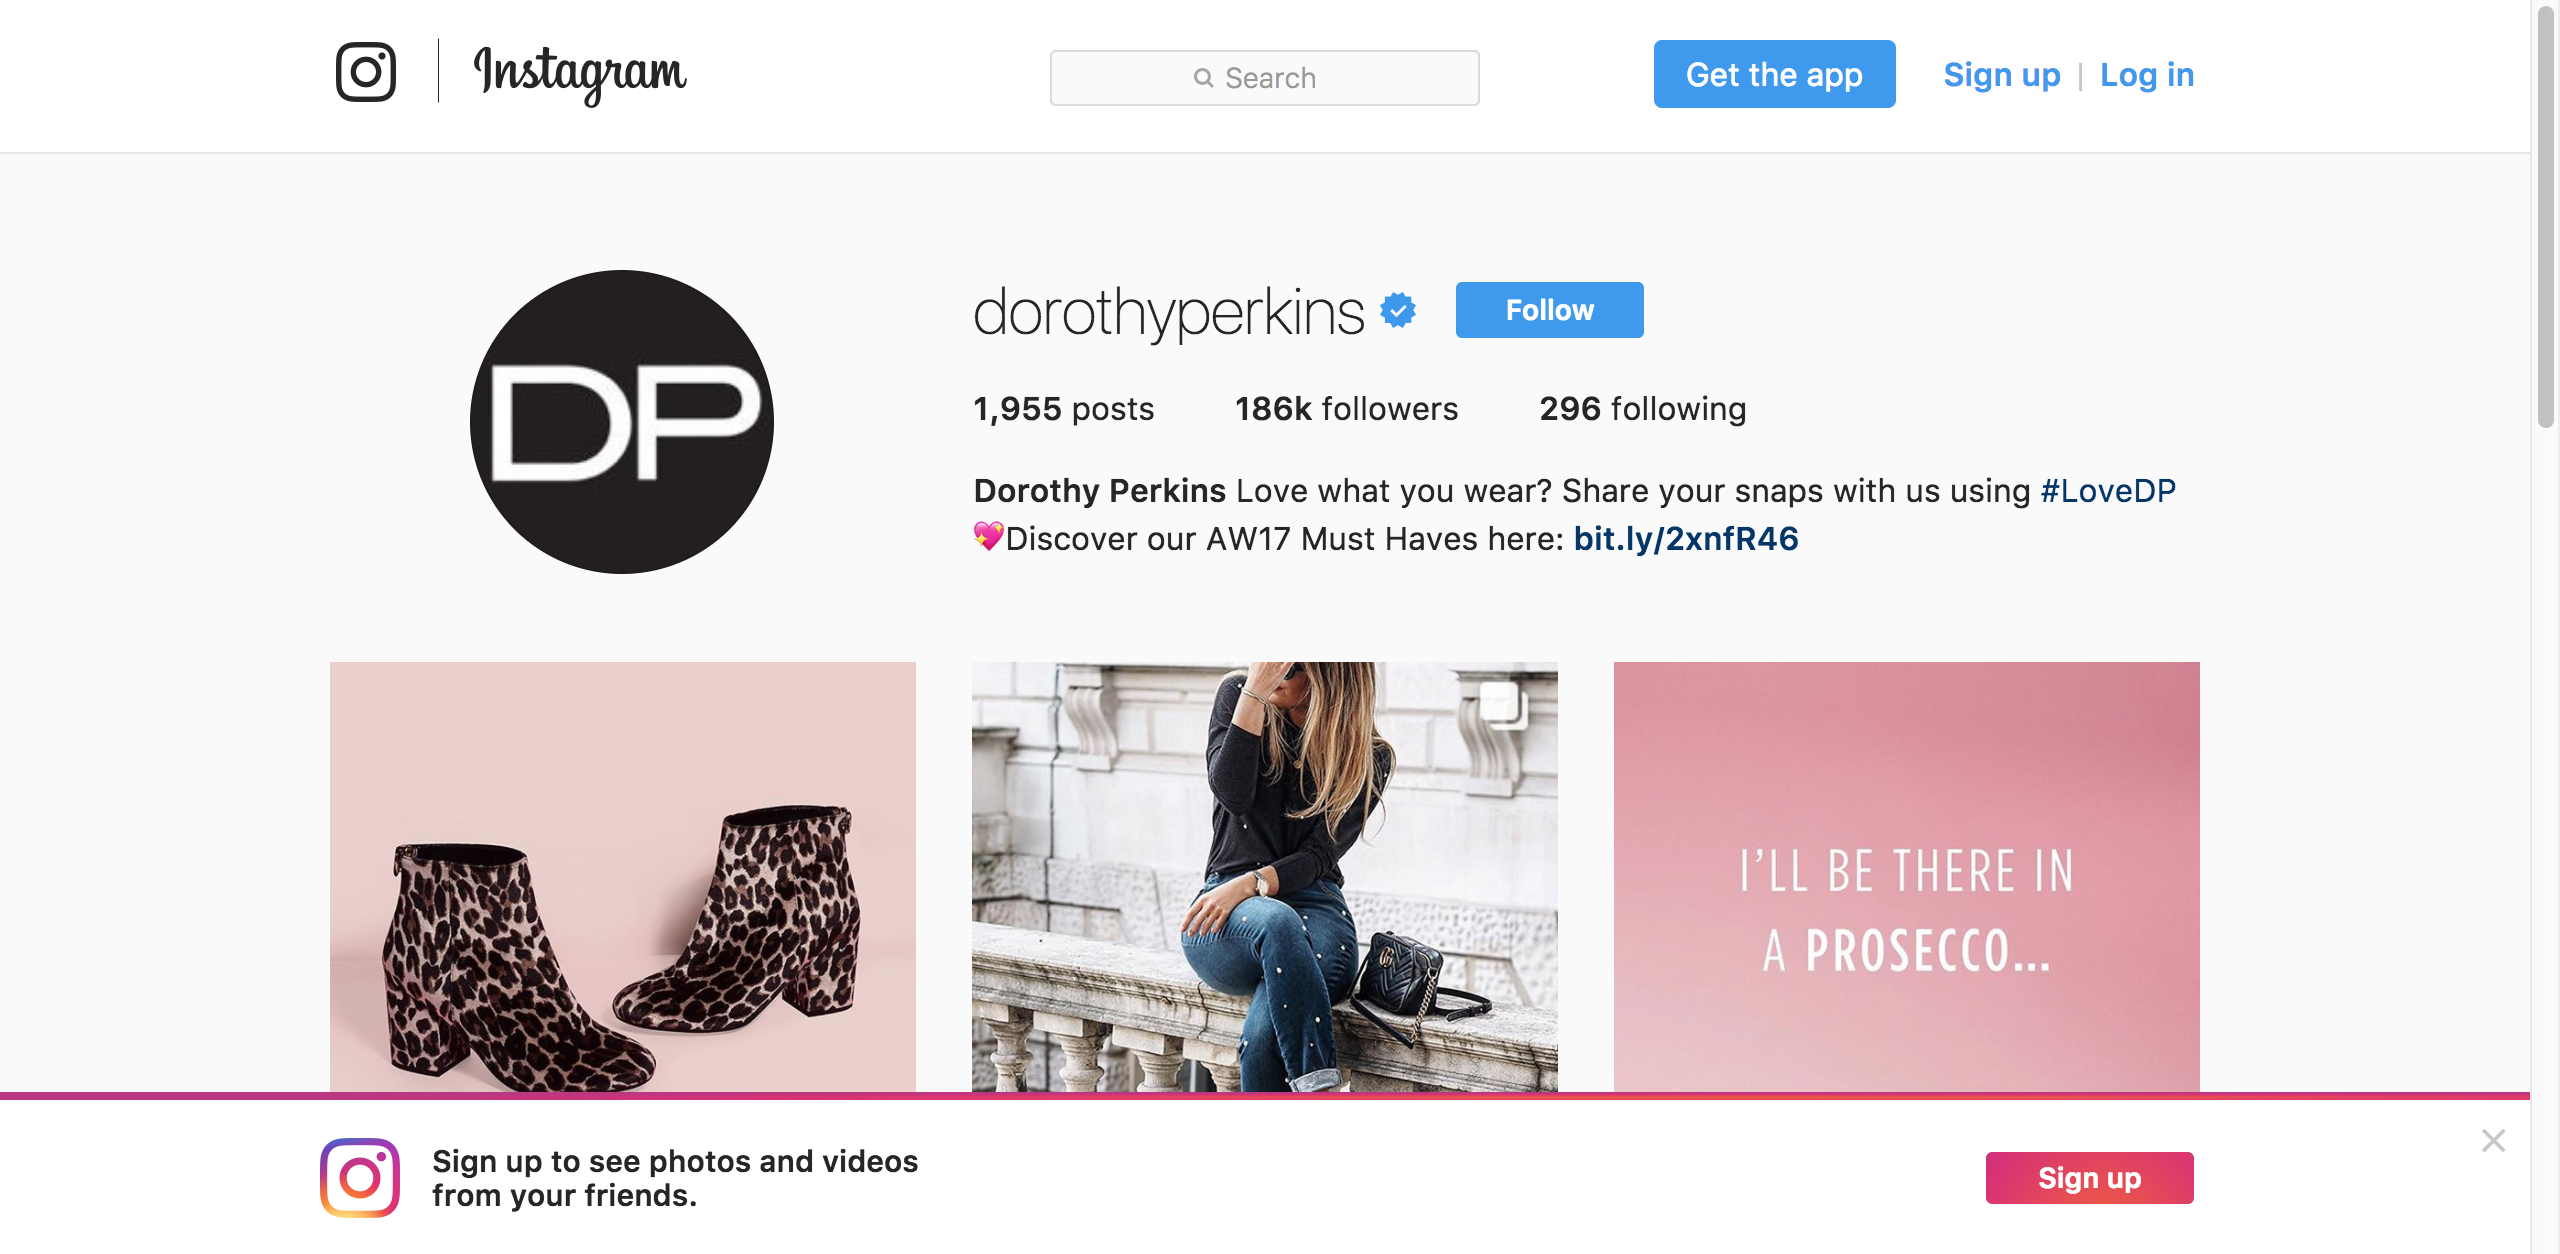 Instagram
Search
Get the app
Sign up | Log in
DP
dorothyperkins
Follow
1,955 posts 186k followers 296 following
Dorothy Perkins Love what you wear? Share your snaps with us using #LoveDP
💖Discover our AW17 Must Haves here: bit.ly/2xnfR46
I'LL BE THERE IN
A PROSECCO...
Sign up to see photos and videos
from your friends.
Sign up